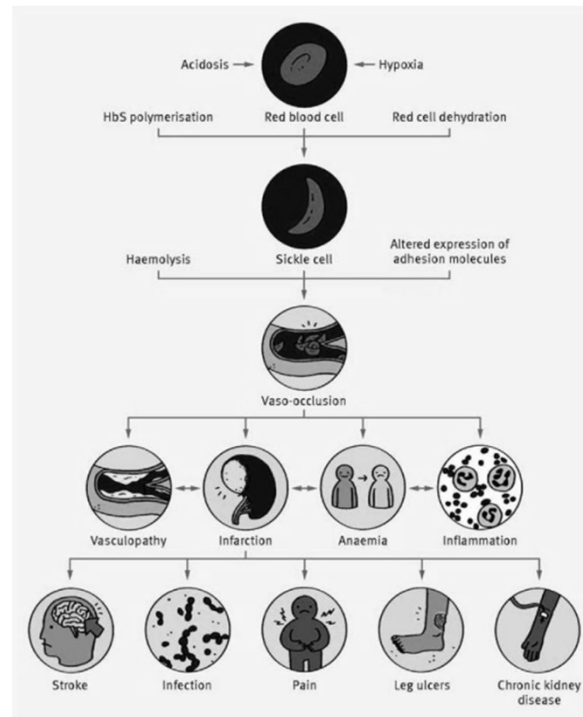 Acidosis
Hypoxia
HbS polymerisation
Red blood cell
Red cell dehydration
Haemolysis
Sickle cell
Altered expression of
adhesion molecules
Vaso-occlusion
Vasculopathy
Infarction
Anaemia
Inflammation
Stroke
Infection
Pain
Leg ulcers
Chronic kidney
disease